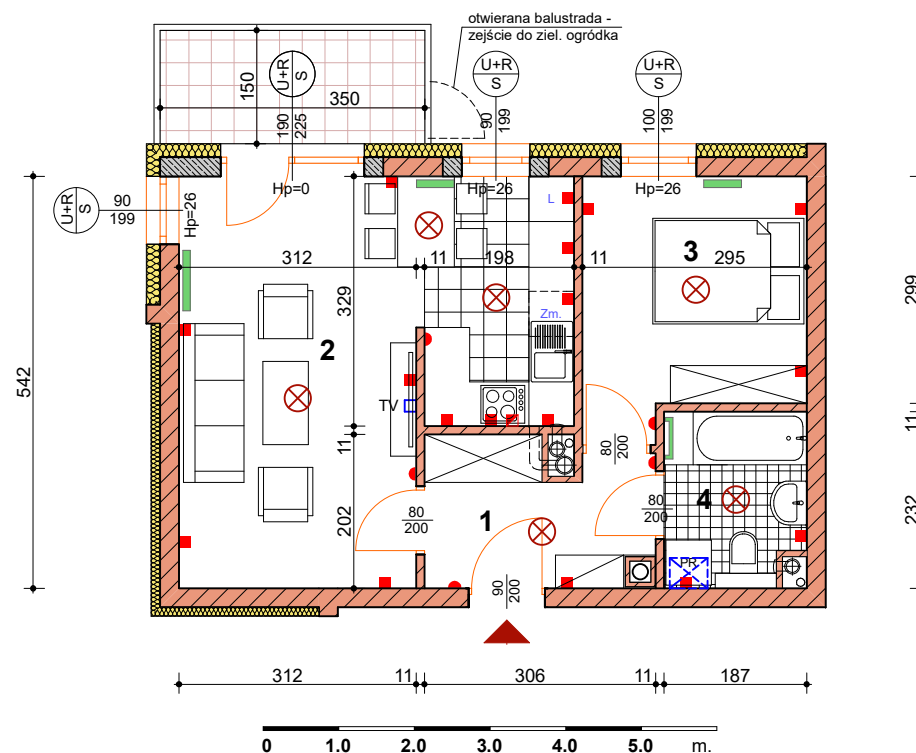 otwierana balustrada -
zejście do ziel. ogródka
U+R
S
U+R
S
U+R
S
150
350
190
225
90
199
100
199
Hp=0
Hp=26
Hp=26
U+R
S
90
199
Hp=26
L
312
11
198
11
295
3
299
329
Zm.
2
542
TV
11
11
80
200
80
200
4
80
200
1
202
232
PR
90
200
312
11
306
11
187
0
1.0
2.0
3.0
4.0
5.0
m.